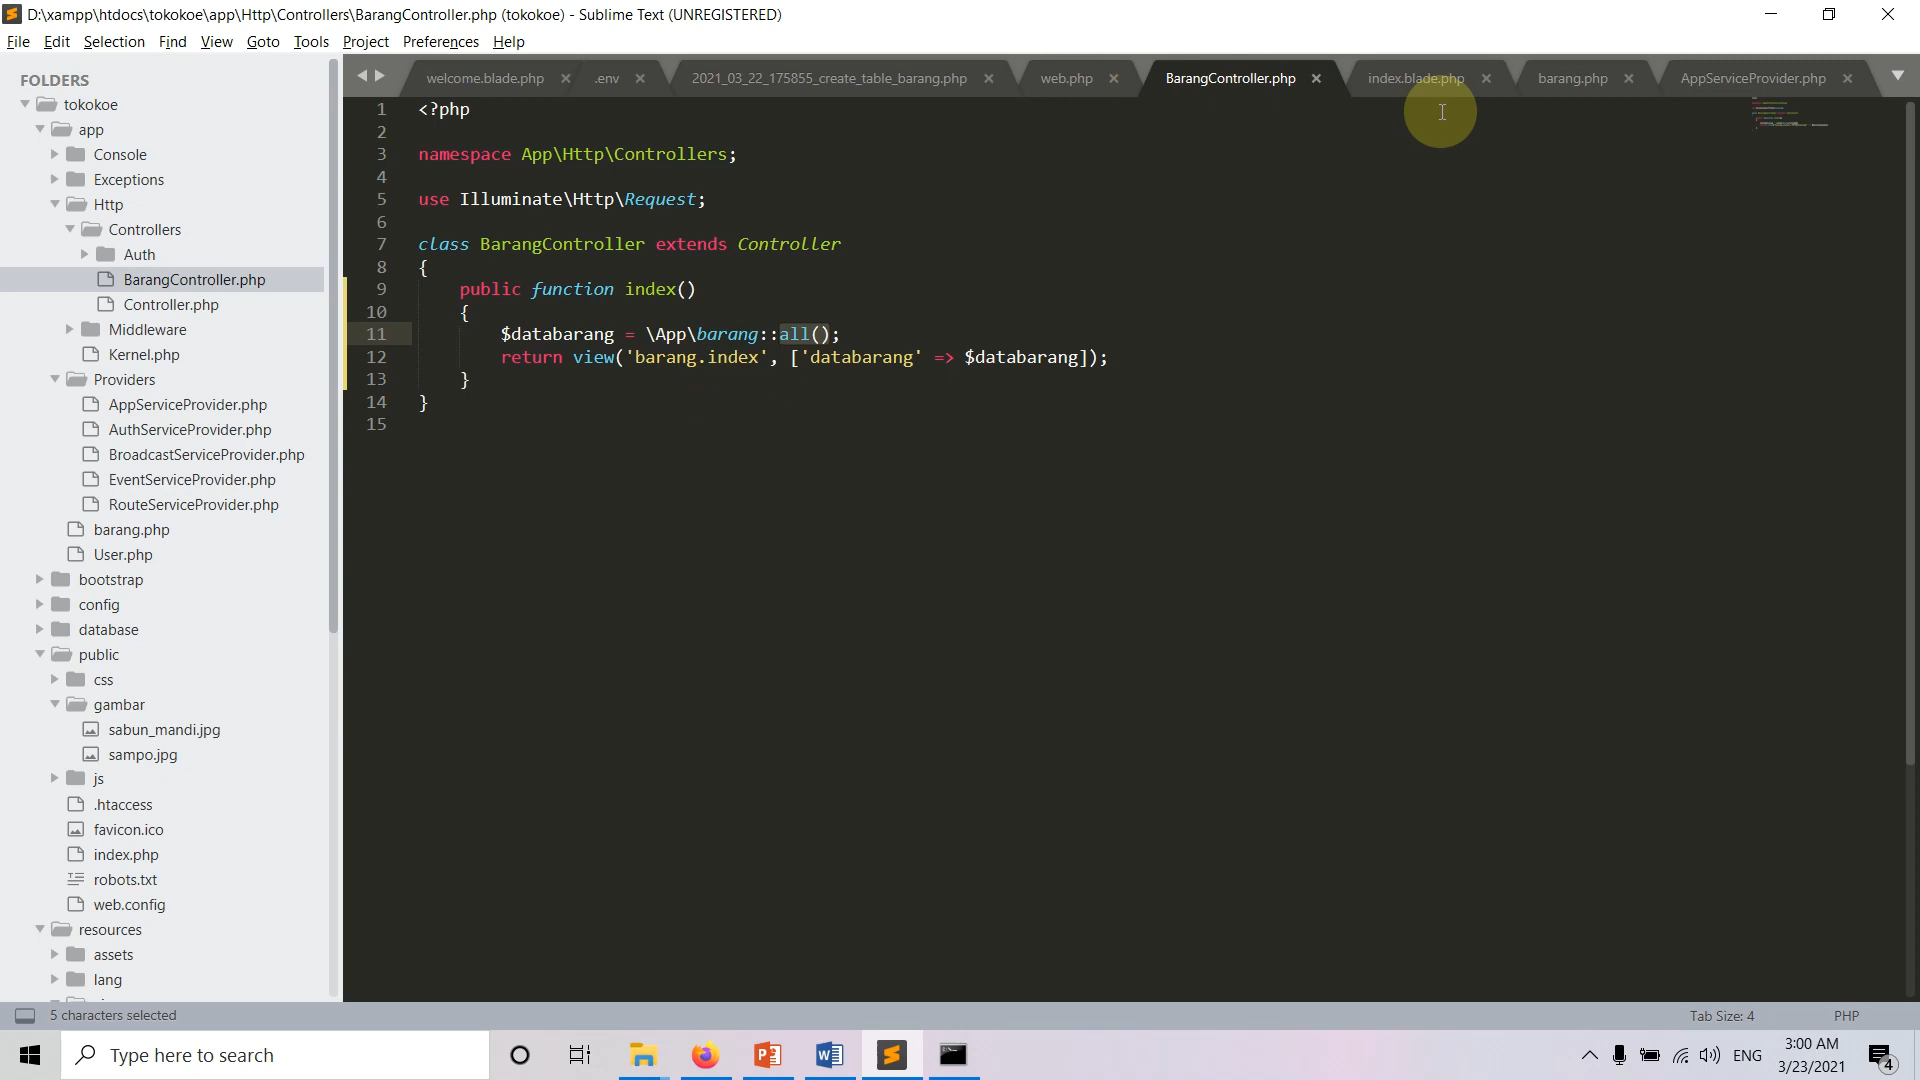 D:\xampp\htdocs\tokokoe\app\Http\Controllers\BarangController.php (tokokoe) - Sublime Text (UNREGISTERED)
File Edit Selection Find View Goto Tools Project Preferences Help
FOLDERS
tokokoe
app
Console
Exceptions
Http
Controllers
Auth
BarangController.php
Controller.php
Middleware
Kernel.php
Providers
AppServiceProvider.php
AuthServiceProvider.php
BroadcastServiceProvider.php
EventServiceProvider.php
RouteServiceProvider.php
barang.php
User.php
bootstrap
config
database
public
css
gambar
sabun_mandi.jpg
sampo.jpg
js
.htaccess
favicon.ico
index.php
robots.txt
web.config
resources
assets
lang
welcome.blade.php .env 2021_03_22_175855_create_table_barang.php web.php BarangController.php index.blade.php barang.php AppServiceProvider.php
1 <?php
2
3 namespace App\Http\Controllers;
4
5 use Illuminate\Http\Request;
6
7 class BarangController extends Controller
8 {
9 public function index()
10 {
11 $databarang = \App\barang::all();
12 return view('barang.index', ['databarang' => $databarang]);
13 }
14 }
15
5 characters selected
Tab Size: 4 PHP
Type here to search
ENG
3:00 AM
3/23/2021
4